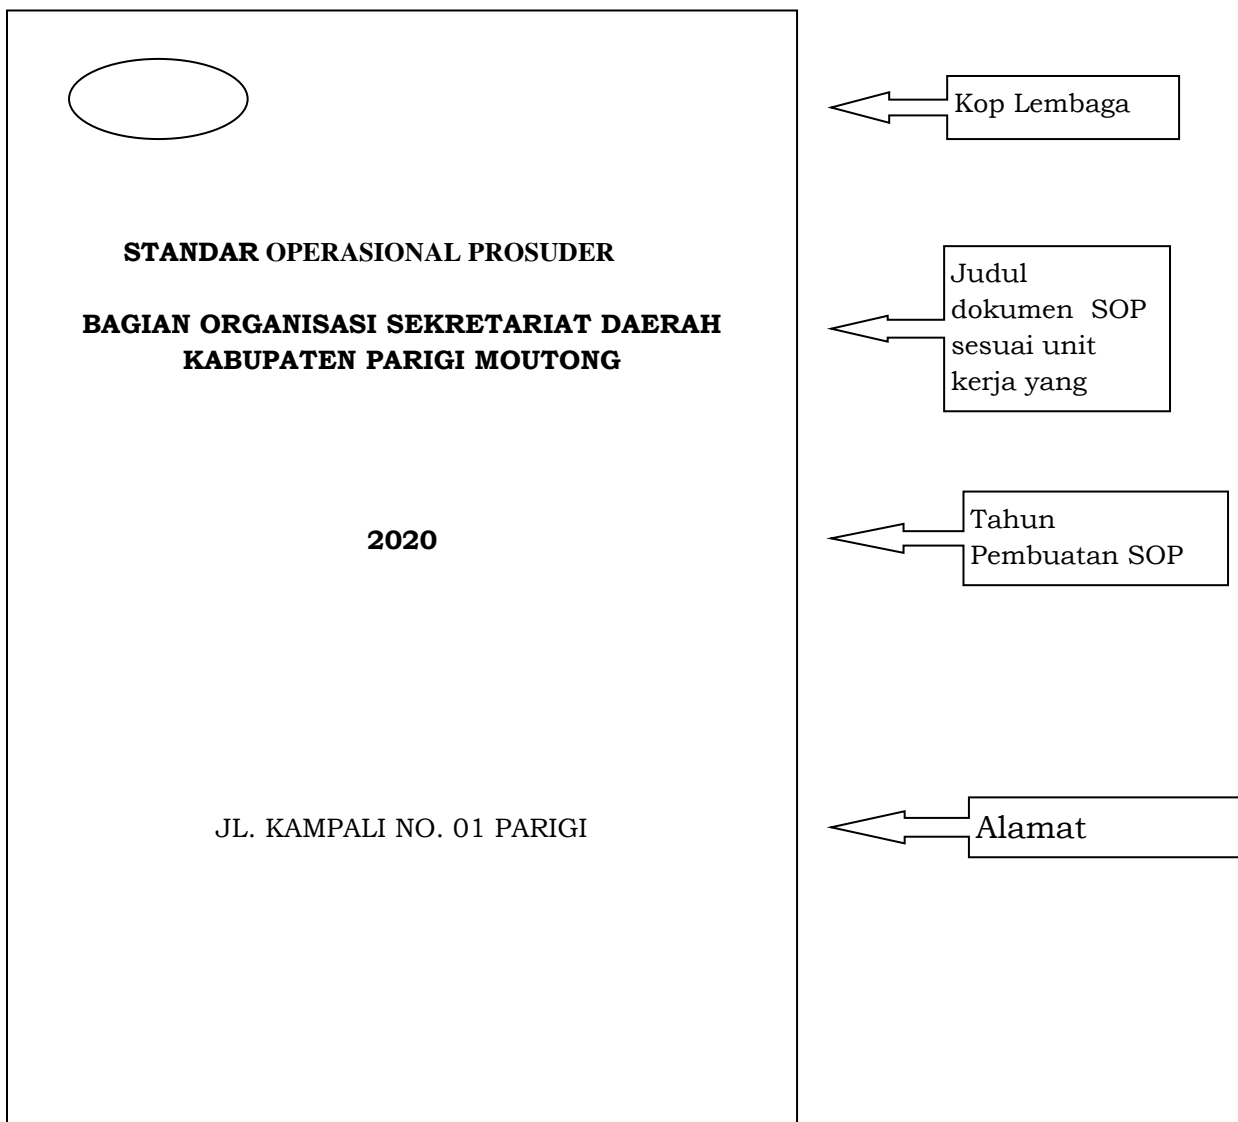 Kop Lembaga
STANDAR OPERASIONAL PROSUDER
BAGIAN ORGANISASI SEKRETARIAT DAERAH
KABUPATEN PARIGI MOUTONG
Judul
dokumen SOP
sesuai unit
kerja yang
2020
Tahun
Pembuatan SOP
JL. KAMPALI NO. 01 PARIGI
Alamat